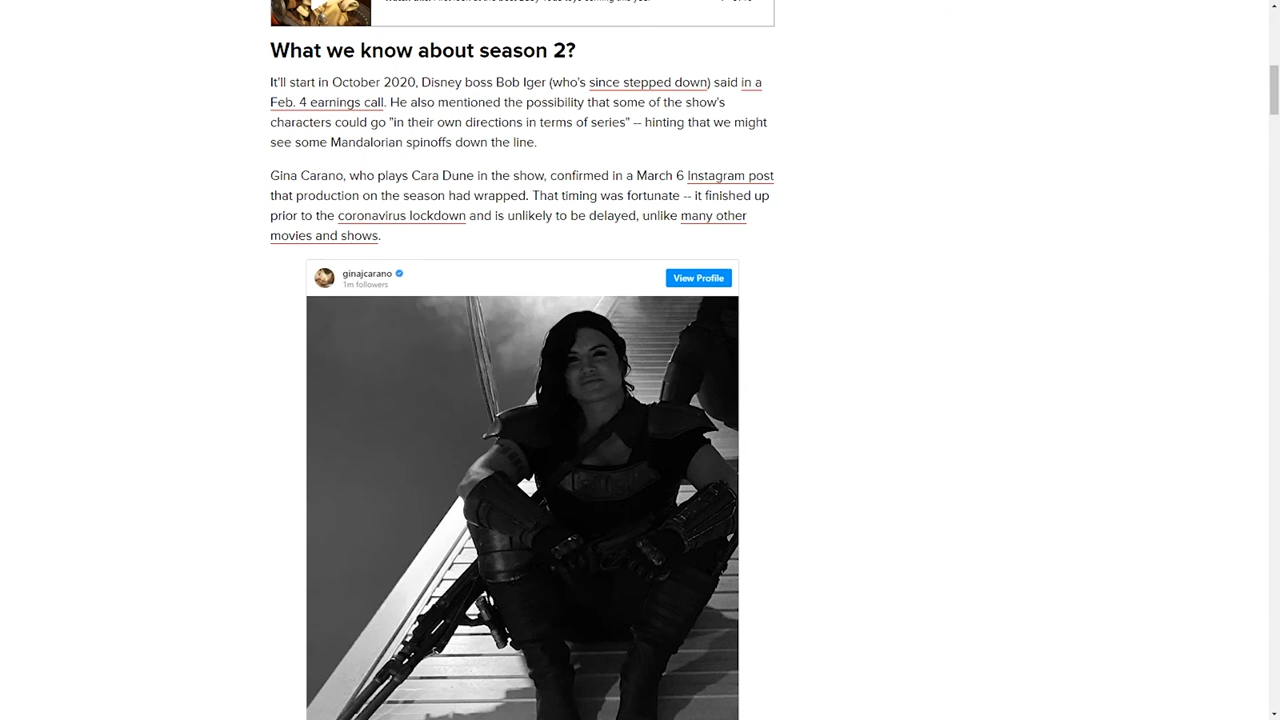 What we know about season 2?
It'll start in October 2020, Disney boss Bob Iger (who's since stepped down) said in a
Feb. 4 earnings call. He also mentioned the possibility that some of the show's
characters could go "in their own directions in terms of series" -- hinting that we might
see some Mandalorian spinoffs down the line.
Gina Carano, who plays Cara Dune in the show, confirmed in a March 6 Instagram post
that production on the season had wrapped. That timing was fortunate -- it finished up
prior to the coronavirus lockdown and is unlikely to be delayed, unlike many other
movies and shows.
ginajcarano
1m followers
View Profile